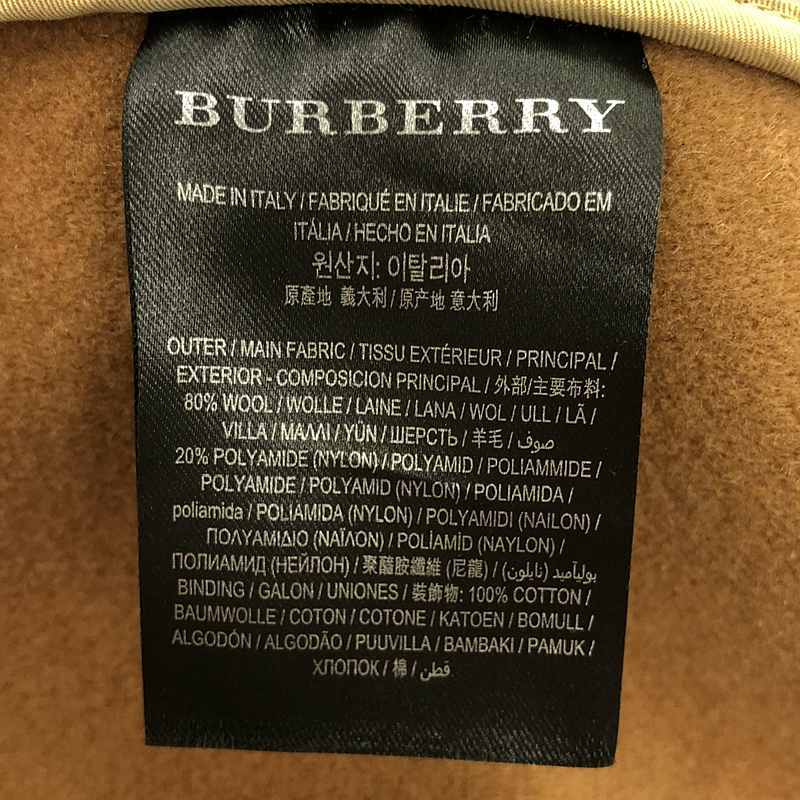 BURBERRY
MADE IN ITALY / FABRIQUÉ EN ITALIE / FABRICADO EM
ITÁLIA / HECHO EN ITALIA
원산지: 이탈리아
原產地 義大利 / 原产地 意大利
OUTER / MAIN FABRIC / TISSU EXTÉRIEUR / PRINCIPAL /
EXTERIOR - COMPOSICION PRINCIPAL / 外部/主要布料:
80% WOOL / WOLLE / LAINE / LANA / WOL / ULL / LÃ /
VILLA / ΜΑΛΛΙ / YÜN / ШЕРСТЬ / 羊毛 / صوف
20% POLYAMIDE (NYLON) / POLYAMID / POLIAMMIDE /
POLYAMIDE / POLYAMID (NYLON) / POLIAMIDA /
poliamida / POLIAMIDA (NYLON) / POLYAMIDI (NAILON) /
ΠΟΛΥΑΜΙΔΙΟ (ΝΑΪΛΟΝ) / POLİAMİD (NAYLON) /
ПОЛИАМИД (НЕЙЛОН) / 聚醯胺纖維 (尼龍) / بولياميد (نايلون)
BINDING / GALON / UNIONES / 裝飾物: 100% COTTON /
BAUMWOLLE / COTON / COTONE / KATOEN / BOMULL /
ALGODÓN / ALGODÃO / PUUVILLA / BAMBAKI / PAMUK /
ХЛОПОК / 棉 / قطن